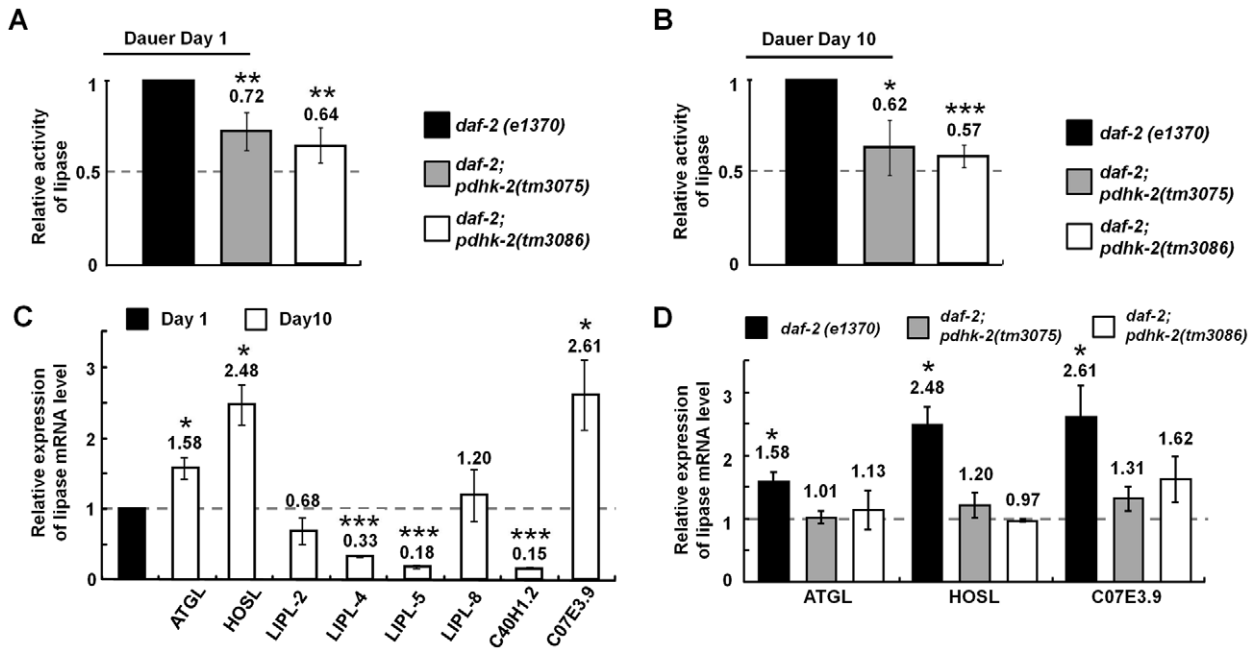 A
Dauer Day 1
Relative activity
of lipase
1
0.5
0
**
0.72
**
0.64
daf-2 (e1370)
daf-2;
pdhk-2(tm3075)
daf-2;
pdhk-2(tm3086)
B
Dauer Day 10
Relative activity
of lipase
1
0.5
0
*
0.62
***
0.57
daf-2 (e1370)
daf-2;
pdhk-2(tm3075)
daf-2;
pdhk-2(tm3086)
C
Day 1
Day10
Relative expression
of lipase mRNA level
3
2
1
0
*
1.58
*
2.48
0.68
***
0.33
***
0.18
1.20
***
0.15
*
2.61
ATGL
HOSL
LIPL-2
LIPL-4
LIPL-5
LIPL-8
C40H1.2
C07E3.9
D
daf-2 (e1370)
daf-2;
pdhk-2(tm3075)
daf-2;
pdhk-2(tm3086)
Relative expression
of lipase mRNA level
3
2
1
0
*
1.58
1.01
1.13
*
2.48
1.20
0.97
*
2.61
1.31
1.62
ATGL
HOSL
C07E3.9